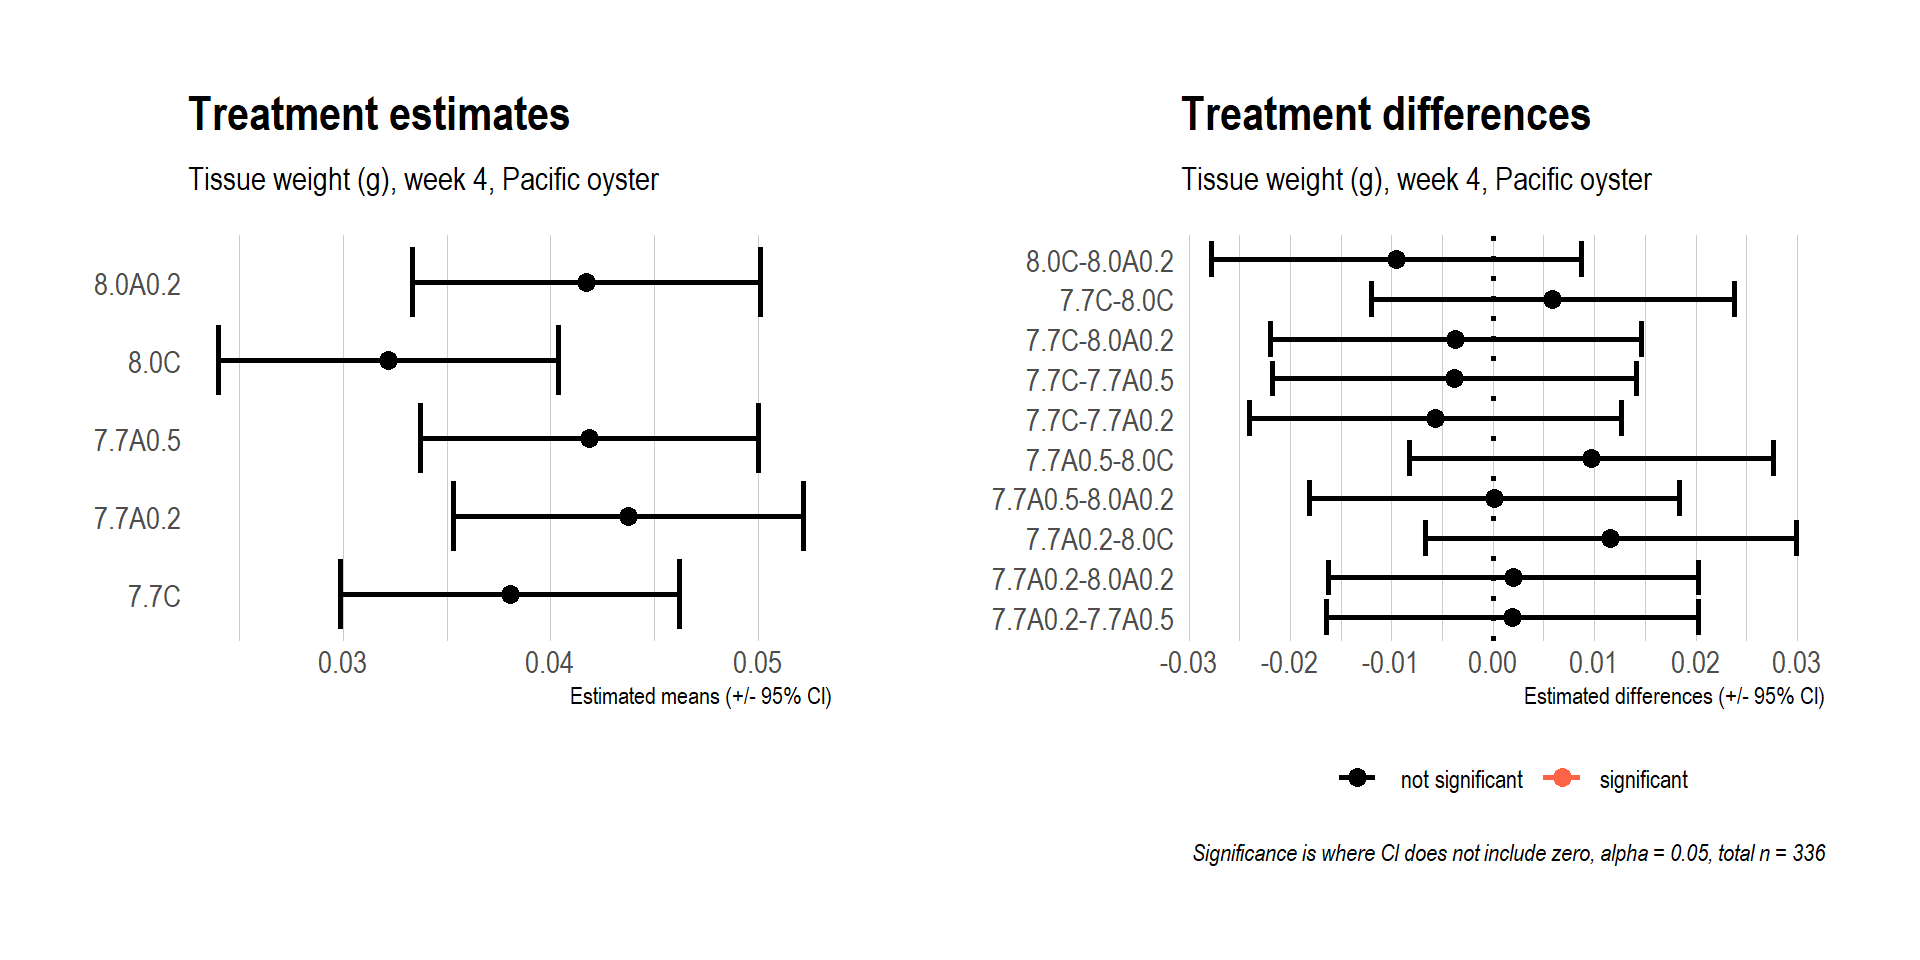 Treatment estimates
Tissue weight (g), week 4, Pacific oyster
8.0A0.2
8.0C
7.7A0.5
7.7A0.2
7.7C
0.03 0.04 0.05
Estimated means (+/- 95% CI)
Treatment differences
Tissue weight (g), week 4, Pacific oyster
8.0C-8.0A0.2
7.7C-8.0C
7.7C-8.0A0.2
7.7C-7.7A0.5
7.7C-7.7A0.2
7.7A0.5-8.0C
7.7A0.5-8.0A0.2
7.7A0.2-8.0C
7.7A0.2-8.0A0.2
7.7A0.2-7.7A0.5
-0.03 -0.02 -0.01 0.00 0.01 0.02 0.03
Estimated differences (+/- 95% CI)
not significant significant
Significance is where CI does not include zero, alpha = 0.05, total n = 336